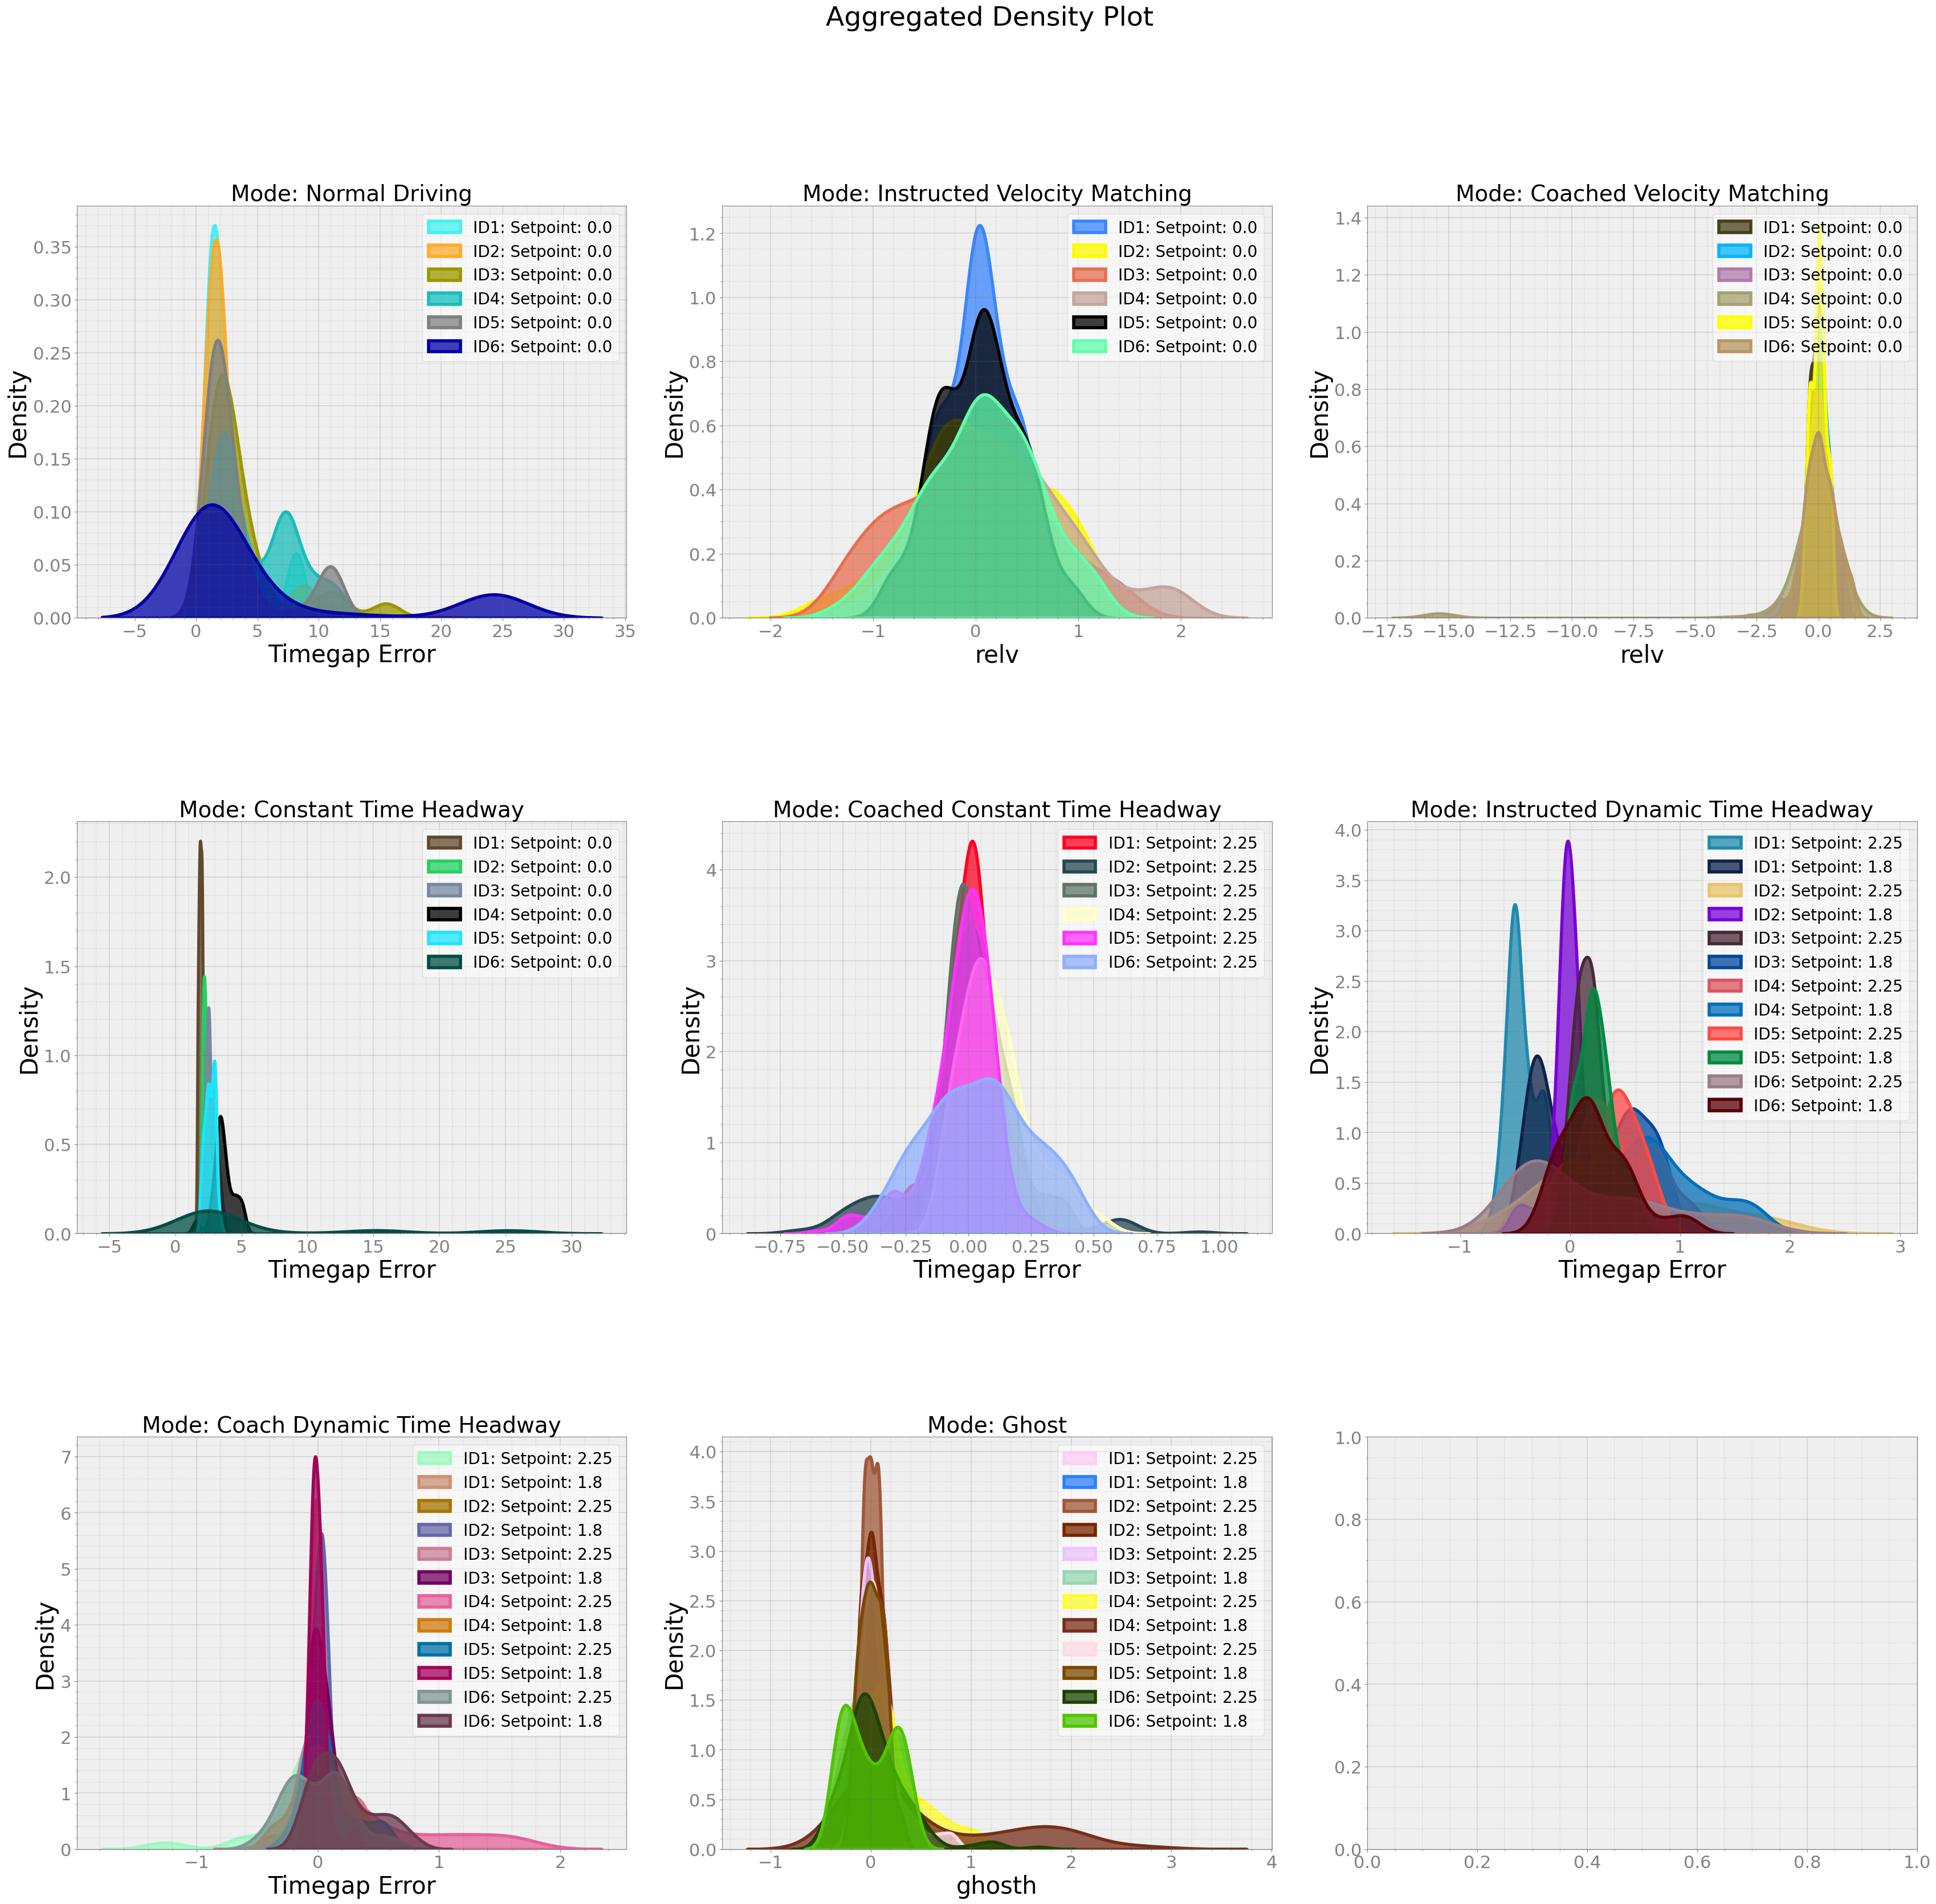 Aggregated Density Plot
Mode: Normal Driving
ID1: Setpoint: 0.0
ID2: Setpoint: 0.0
ID3: Setpoint: 0.0
ID4: Setpoint: 0.0
ID5: Setpoint: 0.0
ID6: Setpoint: 0.0
Density
0.35
0.30
0.25
0.20
0.15
0.10
0.05
0.00
−5 0 5 10 15 20 25 30 35
Timegap Error
Mode: Instructed Velocity Matching
ID1: Setpoint: 0.0
ID2: Setpoint: 0.0
ID3: Setpoint: 0.0
ID4: Setpoint: 0.0
ID5: Setpoint: 0.0
ID6: Setpoint: 0.0
Density
1.2
1.0
0.8
0.6
0.4
0.2
0.0
−2 −1 0 1 2
relv
Mode: Coached Velocity Matching
ID1: Setpoint: 0.0
ID2: Setpoint: 0.0
ID3: Setpoint: 0.0
ID4: Setpoint: 0.0
ID5: Setpoint: 0.0
ID6: Setpoint: 0.0
Density
1.4
1.2
1.0
0.8
0.6
0.4
0.2
0.0
−17.5 −15.0 −12.5 −10.0 −7.5 −5.0 −2.5 0.0 2.5
relv
Mode: Constant Time Headway
ID1: Setpoint: 0.0
ID2: Setpoint: 0.0
ID3: Setpoint: 0.0
ID4: Setpoint: 0.0
ID5: Setpoint: 0.0
ID6: Setpoint: 0.0
Density
2.0
1.5
1.0
0.5
0.0
−5 0 5 10 15 20 25 30
Timegap Error
Mode: Coached Constant Time Headway
ID1: Setpoint: 2.25
ID2: Setpoint: 2.25
ID3: Setpoint: 2.25
ID4: Setpoint: 2.25
ID5: Setpoint: 2.25
ID6: Setpoint: 2.25
Density
4
3
2
1
0
−0.75 −0.50 −0.25 0.00 0.25 0.50 0.75 1.00
Timegap Error
Mode: Instructed Dynamic Time Headway
ID1: Setpoint: 2.25
ID1: Setpoint: 1.8
ID2: Setpoint: 2.25
ID2: Setpoint: 1.8
ID3: Setpoint: 2.25
ID3: Setpoint: 1.8
ID4: Setpoint: 2.25
ID4: Setpoint: 1.8
ID5: Setpoint: 2.25
ID5: Setpoint: 1.8
ID6: Setpoint: 2.25
ID6: Setpoint: 1.8
Density
4.0
3.5
3.0
2.5
2.0
1.5
1.0
0.5
0.0
−1 0 1 2 3
Timegap Error
Mode: Coach Dynamic Time Headway
ID1: Setpoint: 2.25
ID1: Setpoint: 1.8
ID2: Setpoint: 2.25
ID2: Setpoint: 1.8
ID3: Setpoint: 2.25
ID3: Setpoint: 1.8
ID4: Setpoint: 2.25
ID4: Setpoint: 1.8
ID5: Setpoint: 2.25
ID5: Setpoint: 1.8
ID6: Setpoint: 2.25
ID6: Setpoint: 1.8
Density
7
6
5
4
3
2
1
0
−1 0 1 2
Timegap Error
Mode: Ghost
ID1: Setpoint: 2.25
ID1: Setpoint: 1.8
ID2: Setpoint: 2.25
ID2: Setpoint: 1.8
ID3: Setpoint: 2.25
ID3: Setpoint: 1.8
ID4: Setpoint: 2.25
ID4: Setpoint: 1.8
ID5: Setpoint: 2.25
ID5: Setpoint: 1.8
ID6: Setpoint: 2.25
ID6: Setpoint: 1.8
Density
4.0
3.5
3.0
2.5
2.0
1.5
1.0
0.5
0.0
−1 0 1 2 3 4
ghosth
1.0
0.8
0.6
0.4
0.2
0.0
0.0 0.2 0.4 0.6 0.8 1.0